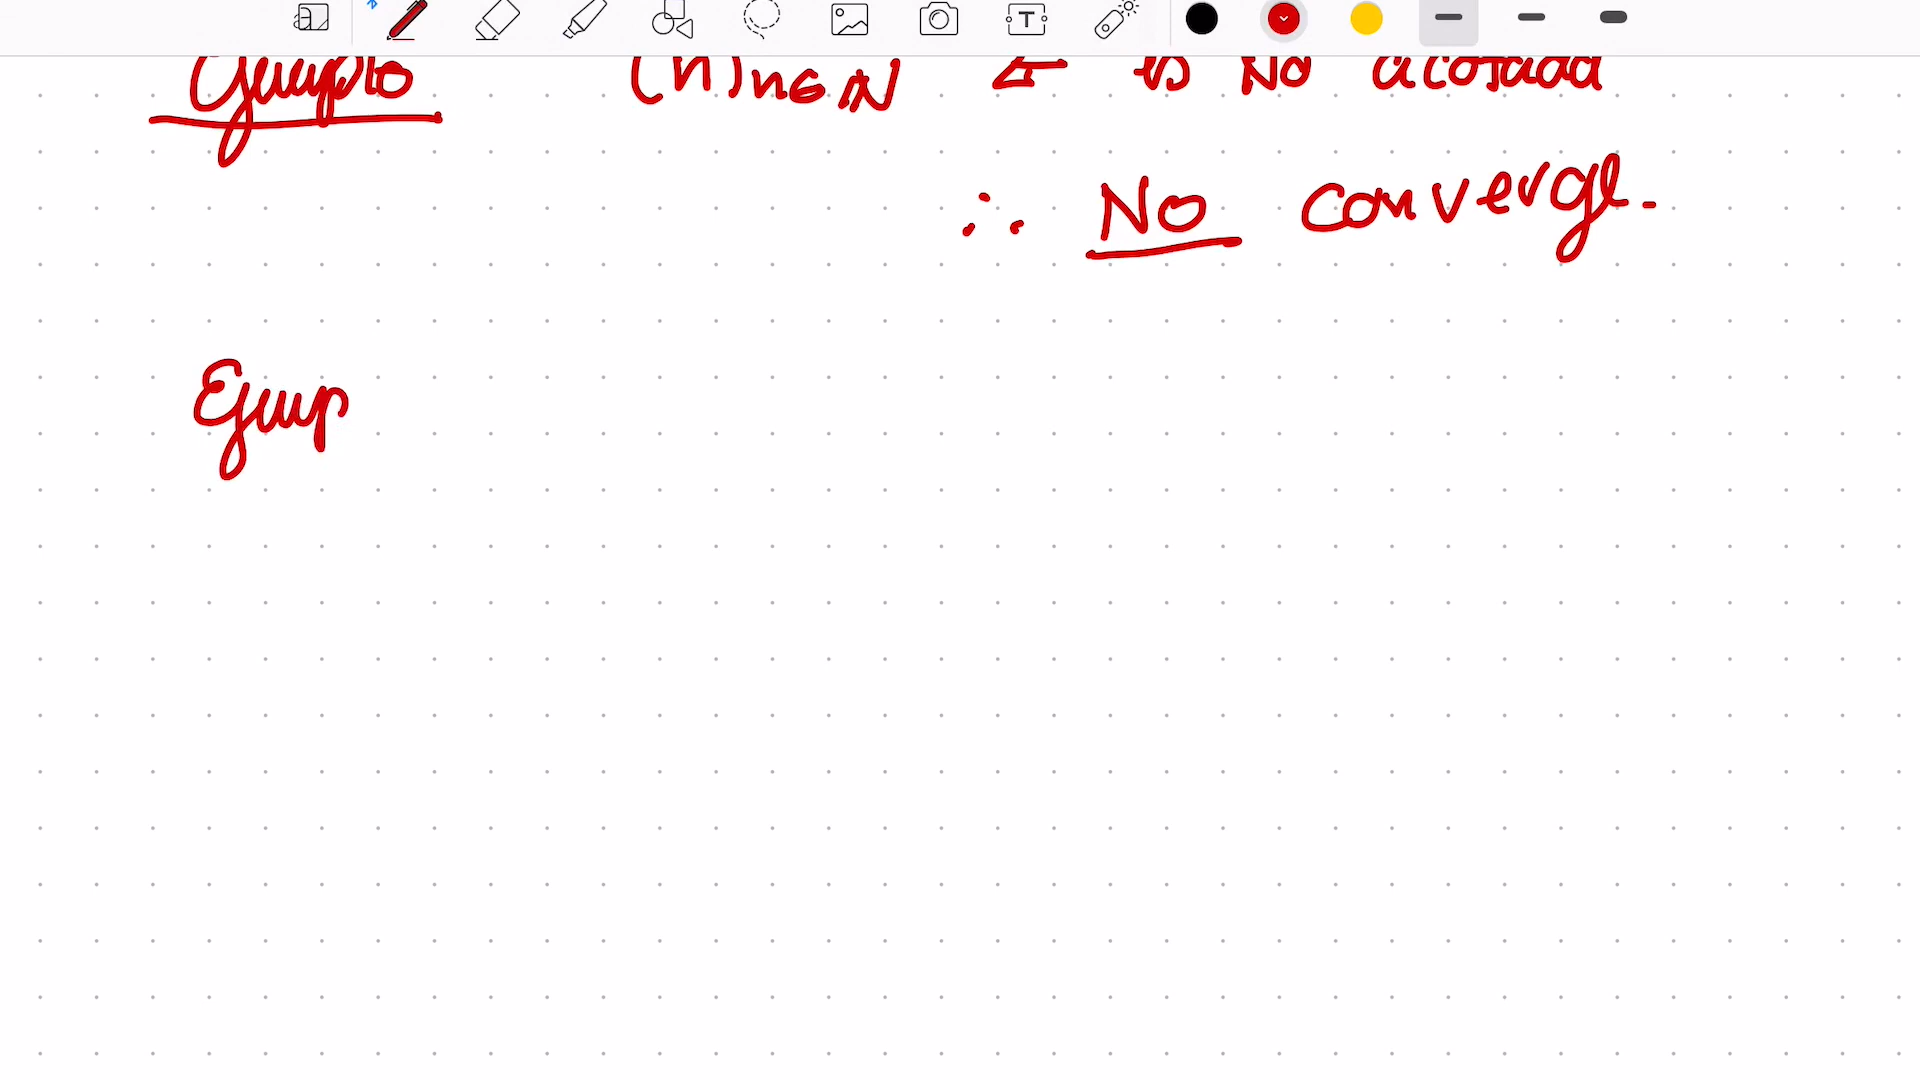 Ejemplo (n)n∈ℕ ← es No acotada
∴ No converge.
Ejemp